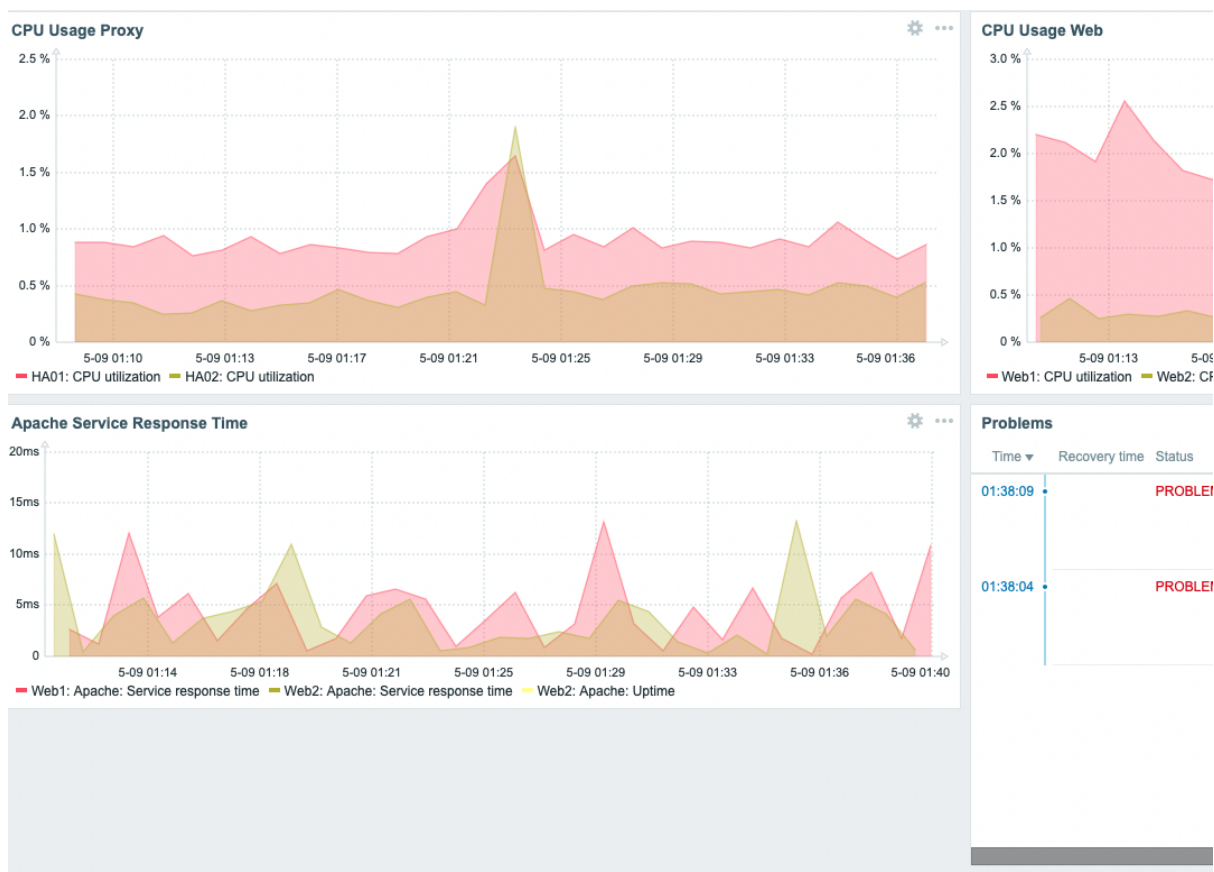 CPU Usage Proxy
2.5 %
2.0 %
1.5 %
1.0 %
0.5 %
0 %
5-09 01:10 5-09 01:13 5-09 01:17 5-09 01:21 5-09 01:25 5-09 01:29 5-09 01:33 5-09 01:36
HA01: CPU utilization HA02: CPU utilization
CPU Usage Web
3.0 %
2.5 %
2.0 %
1.5 %
1.0 %
0.5 %
0 %
5-09 01:13 5-09
Web1: CPU utilization Web2:
Apache Service Response Time
20ms
15ms
10ms
5ms
0
5-09 01:14 5-09 01:18 5-09 01:21 5-09 01:25 5-09 01:29 5-09 01:33 5-09 01:36 5-09 01:40
Web1: Apache: Service response time Web2: Apache: Service response time Web2: Apache: Uptime
Problems
Time Recovery time Status
01:38:09 PROBLEM
01:38:04 PROBLEM